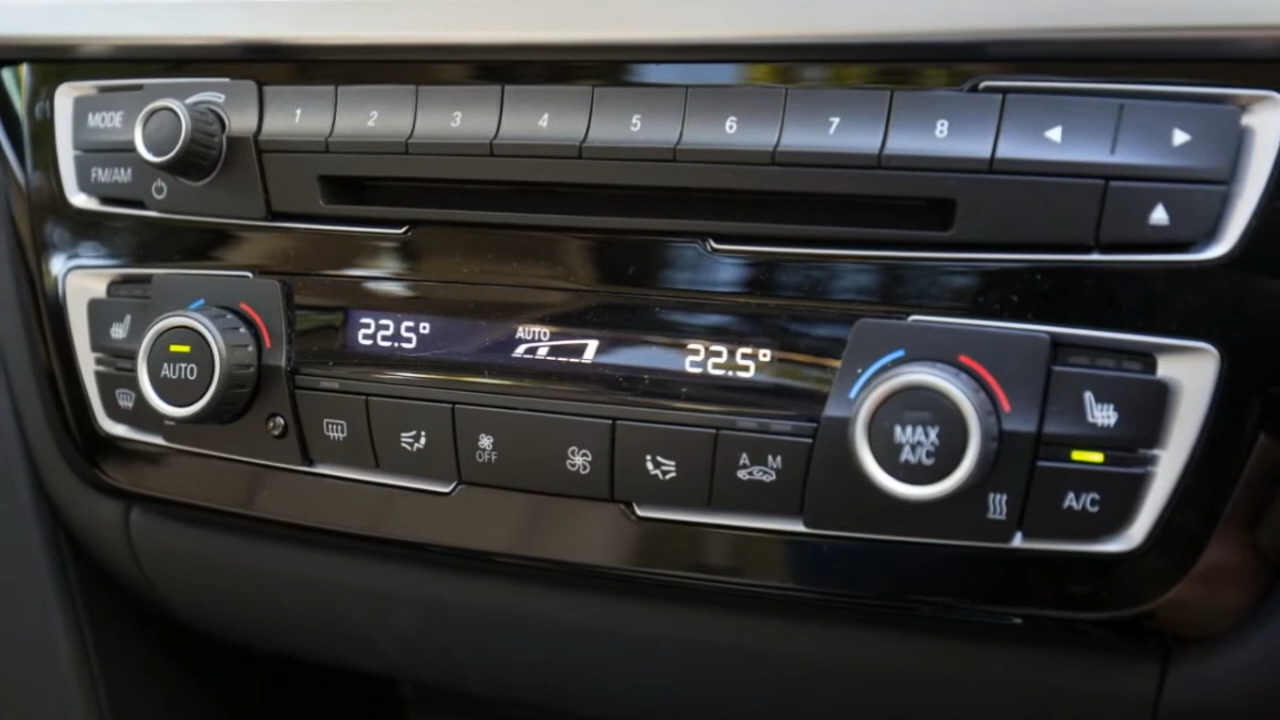 MODE
1 2 3 4 5 6 7 8
FM/AM
22.5° AUTO 22.5°
AUTO
MAX
A/C
A M
OFF
A/C